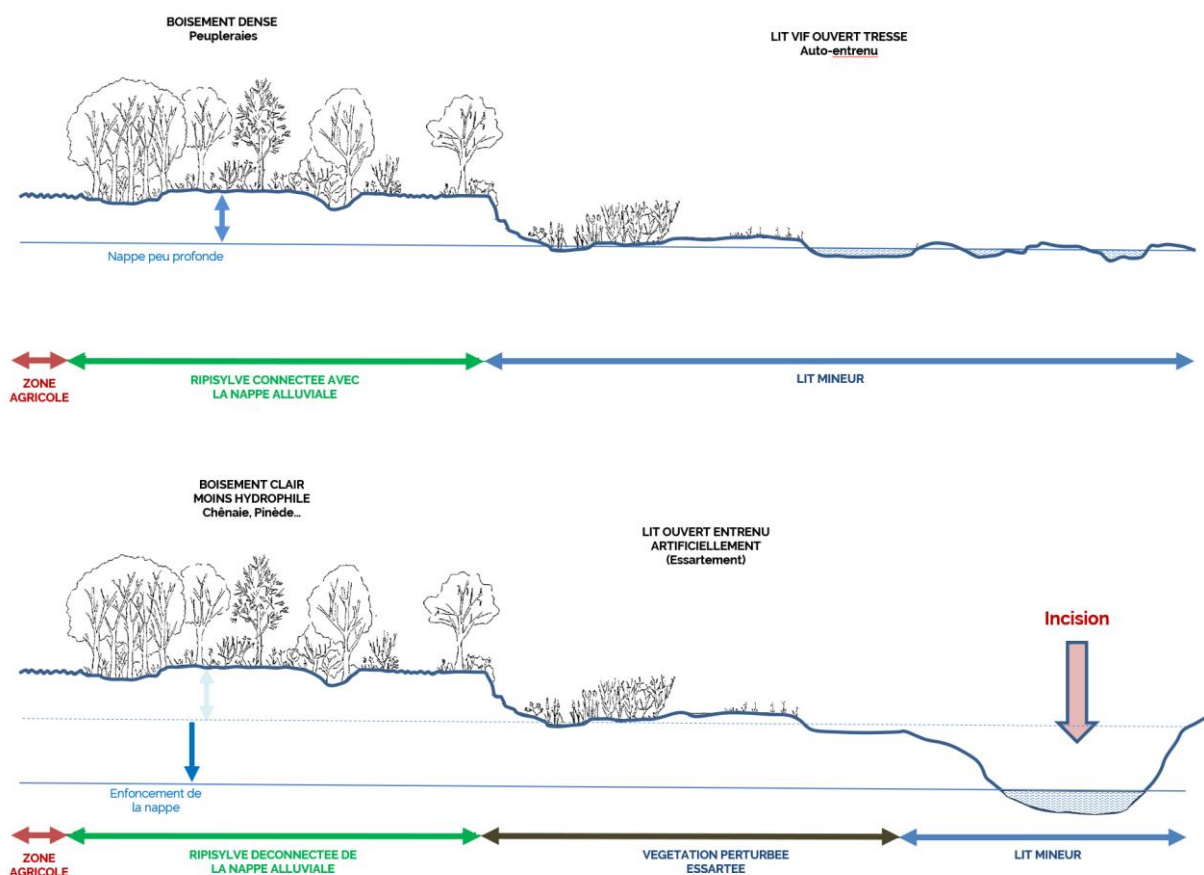 BOISEMENT DENSE
Peupleraies
LIT VIF OUVERT TRESSE
Auto-entrenu
Nappe peu profonde
ZONE
AGRICOLE
RIPISYLVE CONNECTEE AVEC
LA NAPPE ALLUVIALE
LIT MINEUR
BOISEMENT CLAIR
MOINS HYDROPHILE
Chênaie, Pinède...
LIT OUVERT ENTRENU
ARTIFICIELLEMENT
(Essartement)
Incision
Enfoncement de
la nappe
ZONE
AGRICOLE
RIPISYLVE DECONNECTEE DE
LA NAPPE ALLUVIALE
VEGETATION PERTURBEE
ESSARTEE
LIT MINEUR